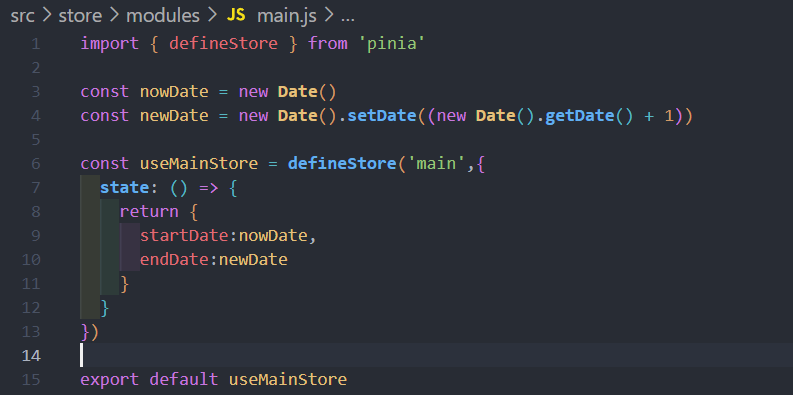 src > store > modules > JS main.js > ...
1 import { defineStore } from 'pinia'
2
3 const nowDate = new Date()
4 const newDate = new Date().setDate((new Date().getDate() + 1))
5
6 const useMainStore = defineStore('main',{
7   state: () => {
8     return {
9       startDate:nowDate,
10       endDate:newDate
11     }
12   }
13 })
14
15 export default useMainStore